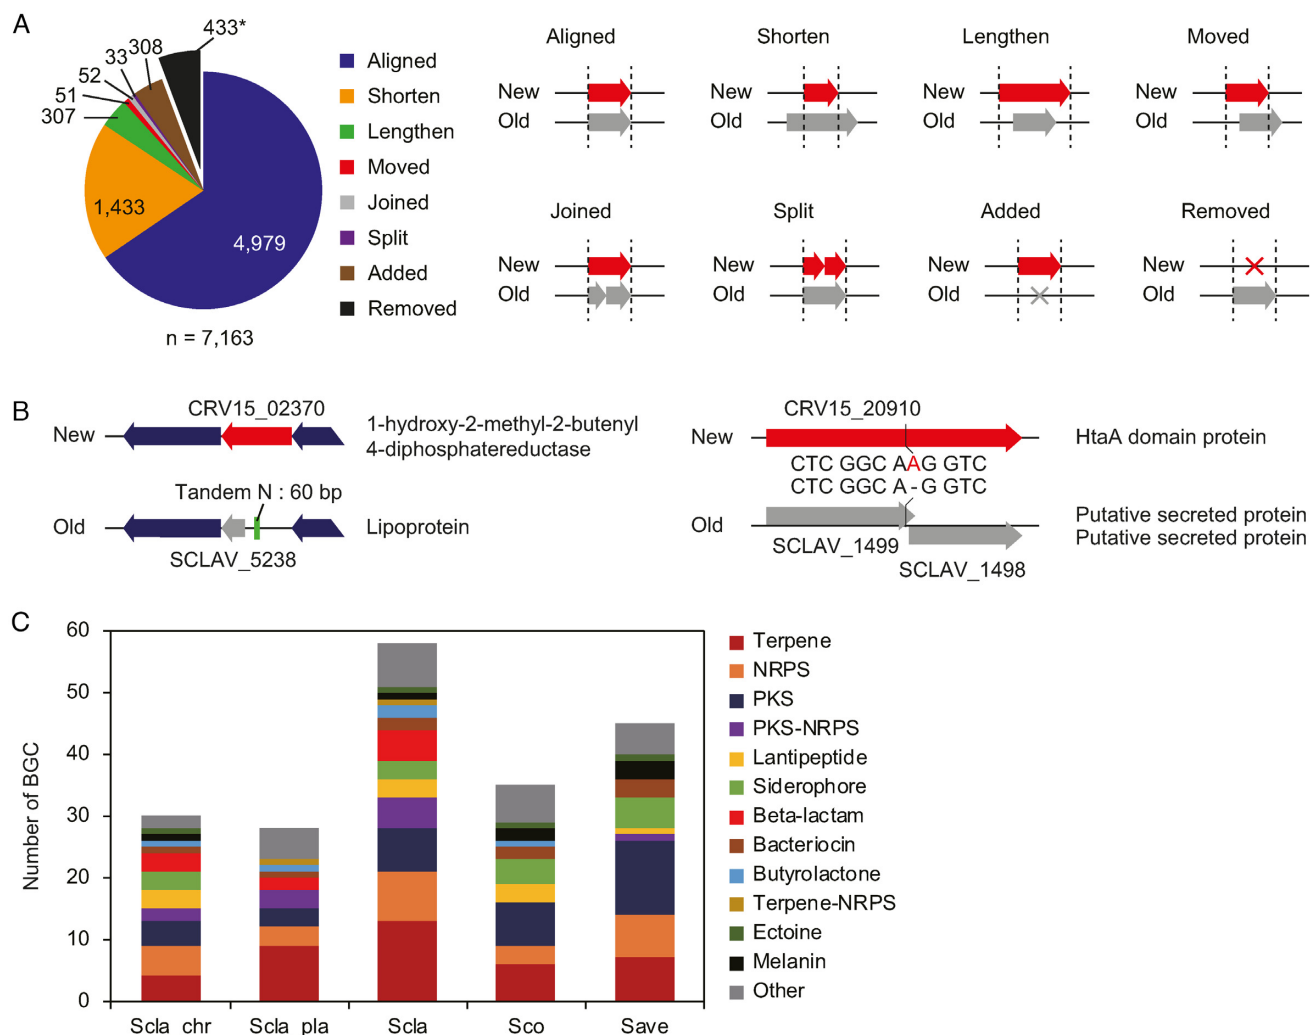 A
433*
308
33
52
51
307
1,433
4,979
n = 7,163
Aligned
Shorten
Lengthen
Moved
Joined
Split
Added
Removed
Aligned
New
Old
Shorten
New
Old
Lengthen
New
Old
Moved
New
Old
Joined
New
Old
Split
New
Old
Added
New
Old
Removed
New
Old
B
CRV15_02370
New
1-hydroxy-2-methyl-2-butenyl
4-diphosphatereductase
Tandem N : 60 bp
Old
Lipoprotein
SCLAV_5238
CRV15_20910
New
HtaA domain protein
CTC GGC AAG GTC
CTC GGC A-G GTC
Old
Putative secreted protein
Putative secreted protein
SCLAV_1499
SCLAV_1498
C
Number of BGC
60
50
40
30
20
10
0
Scla_chr
Scla_pla
Scla
Sco
Save
Terpene
NRPS
PKS
PKS-NRPS
Lantipeptide
Siderophore
Beta-lactam
Bacteriocin
Butyrolactone
Terpene-NRPS
Ectoine
Melanin
Other